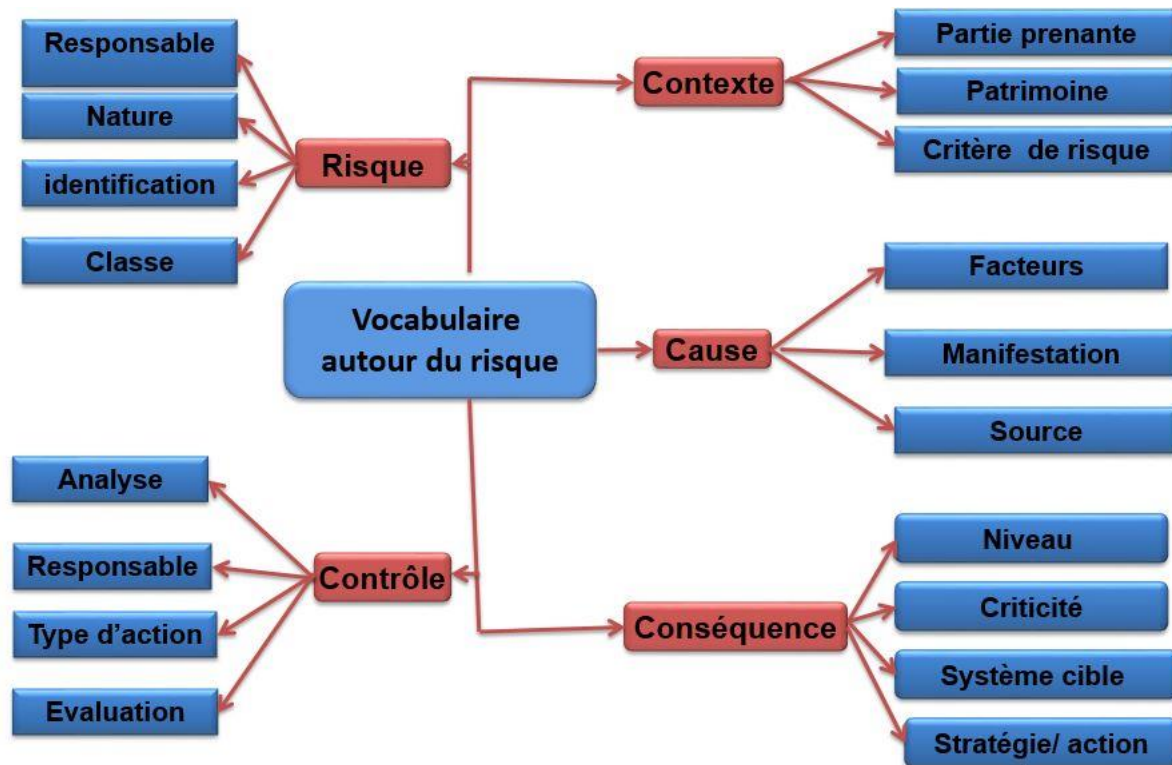 Responsable
Nature
identification
Classe
Risque
Contexte
Partie prenante
Patrimoine
Critère de risque
Vocabulaire
autour du risque
Cause
Facteurs
Manifestation
Source
Analyse
Responsable
Type d'action
Evaluation
Contrôle
Conséquence
Niveau
Criticité
Système cible
Stratégie/ action